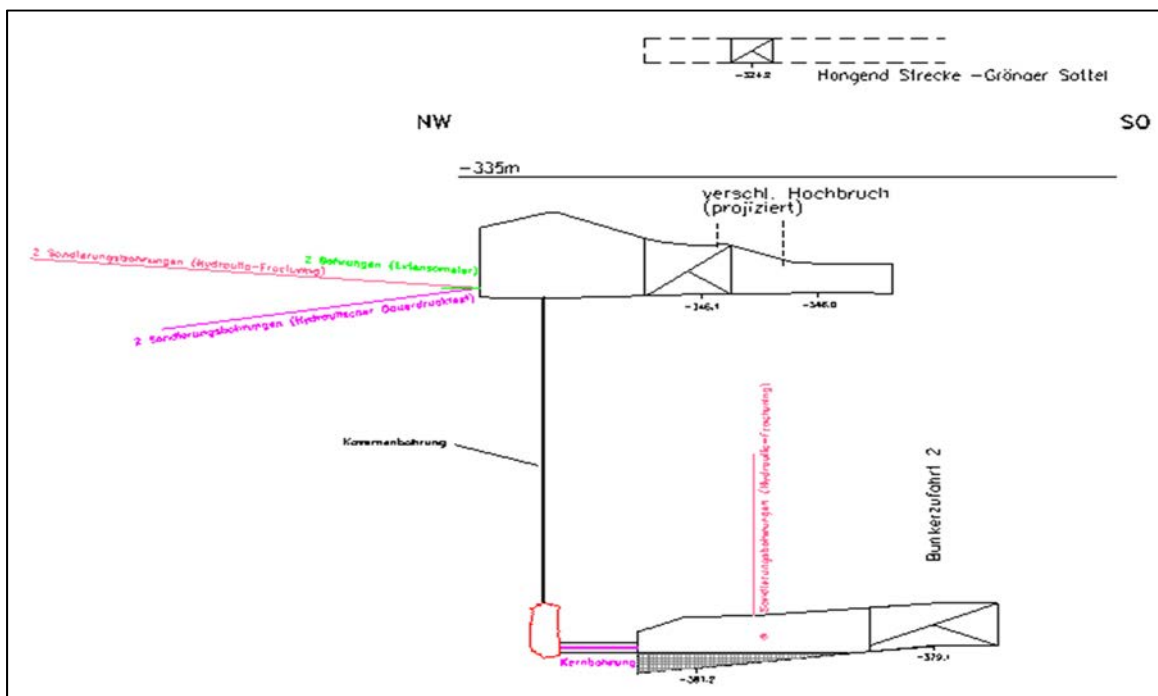 -324.2
Hangend Strecke -Grönaer Sattel
NW
SO
-335m
verschl. Hochbruch
(projiziert)
2 Sondierungsbohrungen (Hydraulic-Fracturing)
2 Bohrungen (Extensometer)
2 Sondierungsbohrungen (Hydraulischer Dauerdrucktest)
-346.1
-346.0
Kavernenbohrung
Sondierungsbohrungen (Hydraulic-Fracturing)
Bunkerzufahrt 2
Kernbohrung
-379.1
-381.2